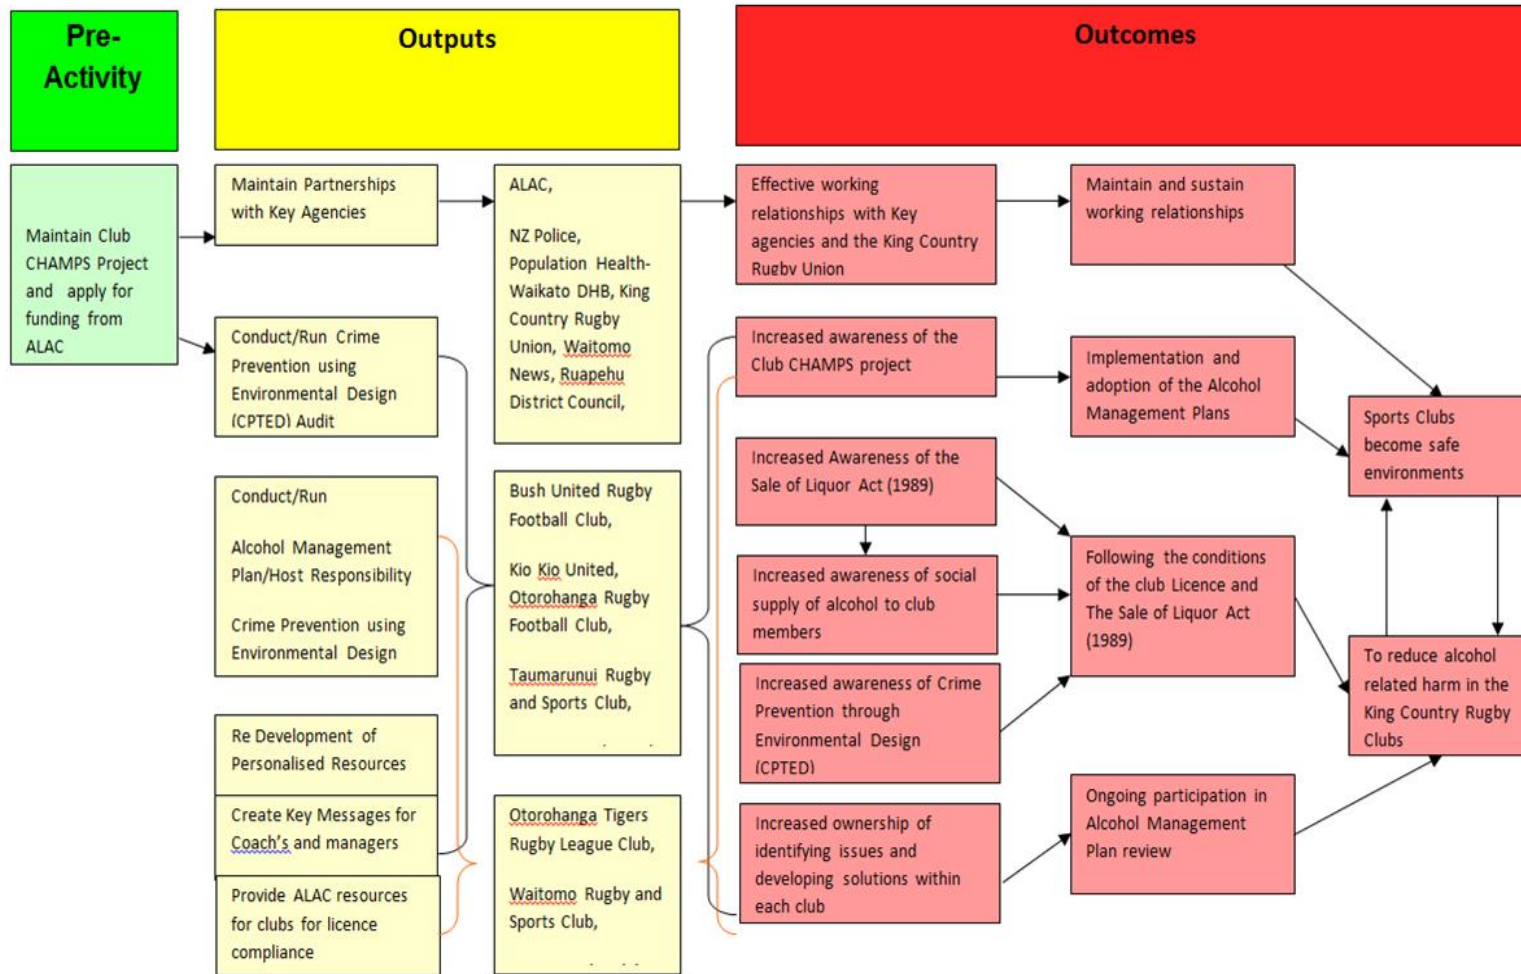 Pre-
Activity
Outputs
Outcomes
Maintain Club
CHAMPS Project
and apply for
funding from
ALAC
Maintain Partnerships
with Key Agencies
Conduct/Run Crime
Prevention using
Environmental Design
(CPTED) Audit
Conduct/Run
Alcohol Management
Plan/Host Responsibility
Crime Prevention using
Environmental Design
Re Development of
Personalised Resources
Create Key Messages for
Coach's and managers
Provide ALAC resources
for clubs for licence
compliance
ALAC,
NZ Police,
Population Health-
Waikato DHB, King
Country Rugby
Union, Waitomo
News, Ruapehu
District Council,
Bush United Rugby
Football Club,
Kio Kio United,
Otorohanga Rugby
Football Club,
Taumarunui Rugby
and Sports Club,
Otorohanga Tigers
Rugby League Club,
Waitomo Rugby and
Sports Club,
Effective working
relationships with Key
agencies and the King Country
Rugby Union
Increased awareness of the
Club CHAMPS project
Increased Awareness of the
Sale of Liquor Act (1989)
Increased awareness of social
supply of alcohol to club
members
Increased awareness of Crime
Prevention through
Environmental Design
(CPTED)
Increased ownership of
identifying issues and
developing solutions within
each club
Maintain and sustain
working relationships
Implementation and
adoption of the Alcohol
Management Plans
Following the conditions
of the club Licence and
The Sale of Liquor Act
(1989)
Ongoing participation in
Alcohol Management
Plan review
Sports Clubs
become safe
environments
To reduce alcohol
related harm in the
King Country Rugby
Clubs